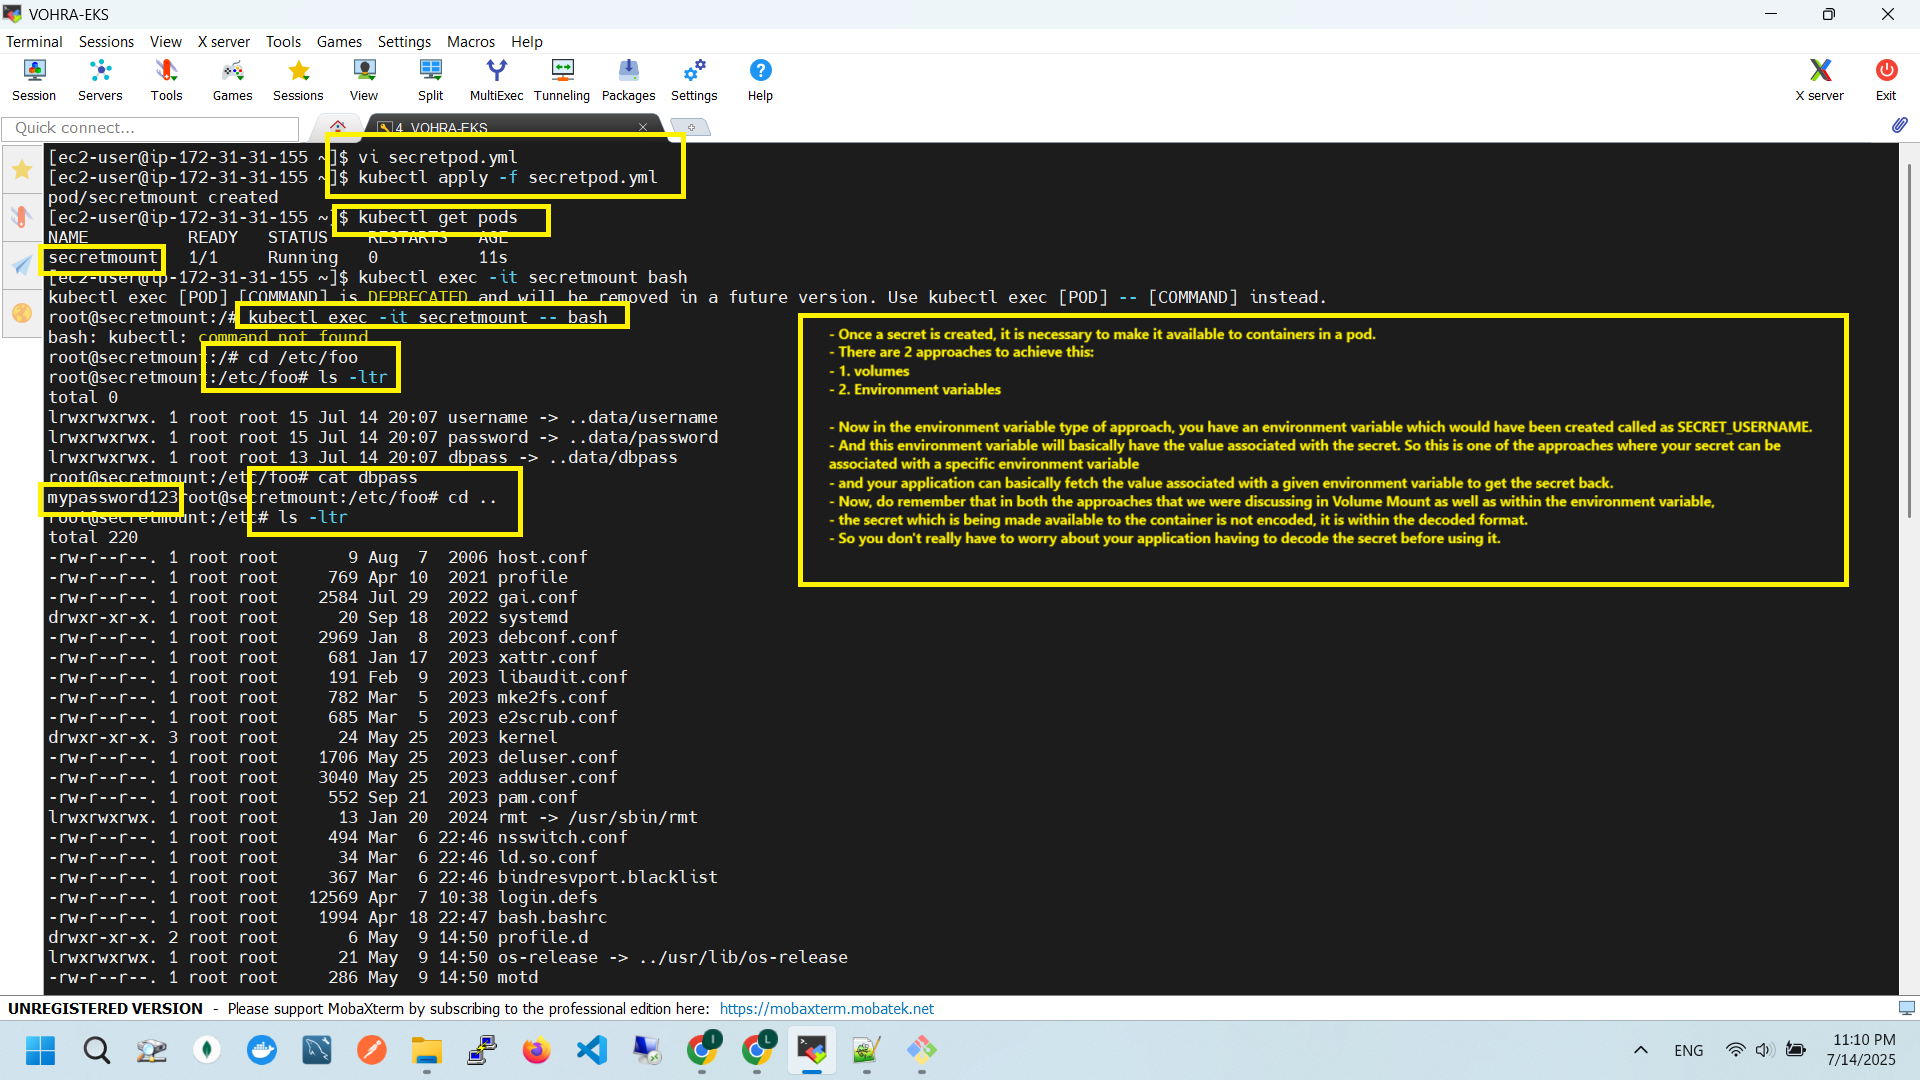 VOHRA-EKS
Terminal Sessions View X server Tools Games Settings Macros Help
Session Servers Tools Games Sessions View Split MultiExec Tunneling Packages Settings Help X server Exit
Quick connect...
4. VOHRA-EKS
[ec2-user@ip-172-31-31-155 ~]$ vi secretpod.yml
[ec2-user@ip-172-31-31-155 ~]$ kubectl apply -f secretpod.yml
pod/secretmount created
[ec2-user@ip-172-31-31-155 ~]$ kubectl get pods
NAME READY STATUS RESTARTS AGE
secretmount 1/1 Running 0 11s
[ec2-user@ip-172-31-31-155 ~]$ kubectl exec -it secretmount bash
kubectl exec [POD] [COMMAND] is DEPRECATED and will be removed in a future version. Use kubectl exec [POD] -- [COMMAND] instead.
root@secretmount:/# kubectl exec -it secretmount -- bash
bash: kubectl: command not found
root@secretmount:/# cd /etc/foo
root@secretmount:/etc/foo# ls -ltr
total 0
lrwxrwxrwx. 1 root root 15 Jul 14 20:07 username -> ..data/username
lrwxrwxrwx. 1 root root 15 Jul 14 20:07 password -> ..data/password
lrwxrwxrwx. 1 root root 13 Jul 14 20:07 dbpass -> ..data/dbpass
root@secretmount:/etc/foo# cat dbpass
mypassword123root@secretmount:/etc/foo# cd ..
root@secretmount:/etc# ls -ltr
total 220
-rw-r--r--. 1 root root 9 Aug 7 2006 host.conf
-rw-r--r--. 1 root root 769 Apr 10 2021 profile
-rw-r--r--. 1 root root 2584 Jul 29 2022 gai.conf
drwxr-xr-x. 1 root root 20 Sep 18 2022 systemd
-rw-r--r--. 1 root root 2969 Jan 8 2023 debconf.conf
-rw-r--r--. 1 root root 681 Jan 17 2023 xattr.conf
-rw-r--r--. 1 root root 191 Feb 9 2023 libaudit.conf
-rw-r--r--. 1 root root 782 Mar 5 2023 mke2fs.conf
-rw-r--r--. 1 root root 685 Mar 5 2023 e2scrub.conf
drwxr-xr-x. 3 root root 24 May 25 2023 kernel
-rw-r--r--. 1 root root 1706 May 25 2023 deluser.conf
-rw-r--r--. 1 root root 3040 May 25 2023 adduser.conf
-rw-r--r--. 1 root root 552 Sep 21 2023 pam.conf
lrwxrwxrwx. 1 root root 13 Jan 20 2024 rmt -> /usr/sbin/rmt
-rw-r--r--. 1 root root 494 Mar 6 22:46 nsswitch.conf
-rw-r--r--. 1 root root 34 Mar 6 22:46 ld.so.conf
-rw-r--r--. 1 root root 367 Mar 6 22:46 bindresvport.blacklist
-rw-r--r--. 1 root root 12569 Apr 7 10:38 login.defs
-rw-r--r--. 1 root root 1994 Apr 18 22:47 bash.bashrc
drwxr-xr-x. 2 root root 6 May 9 14:50 profile.d
lrwxrwxrwx. 1 root root 21 May 9 14:50 os-release -> ../usr/lib/os-release
-rw-r--r--. 1 root root 286 May 9 14:50 motd
- Once a secret is created, it is necessary to make it available to containers in a pod.
- There are 2 approaches to achieve this:
- 1. volumes
- 2. Environment variables
- Now in the environment variable type of approach, you have an environment variable which would have been created called as SECRET_USERNAME.
- And this environment variable will basically have the value associated with the secret. So this is one of the approaches where your secret can be
associated with a specific environment variable
- and your application can basically fetch the value associated with a given environment variable to get the secret back.
- Now, do remember that in both the approaches that we were discussing in Volume Mount as well as within the environment variable,
- the secret which is being made available to the container is not encoded, it is within the decoded format.
- So you don't really have to worry about your application having to decode the secret before using it.
UNREGISTERED VERSION - Please support MobaXterm by subscribing to the professional edition here: https://mobaxterm.mobatek.net
I
L
ENG
11:10 PM
7/14/2025